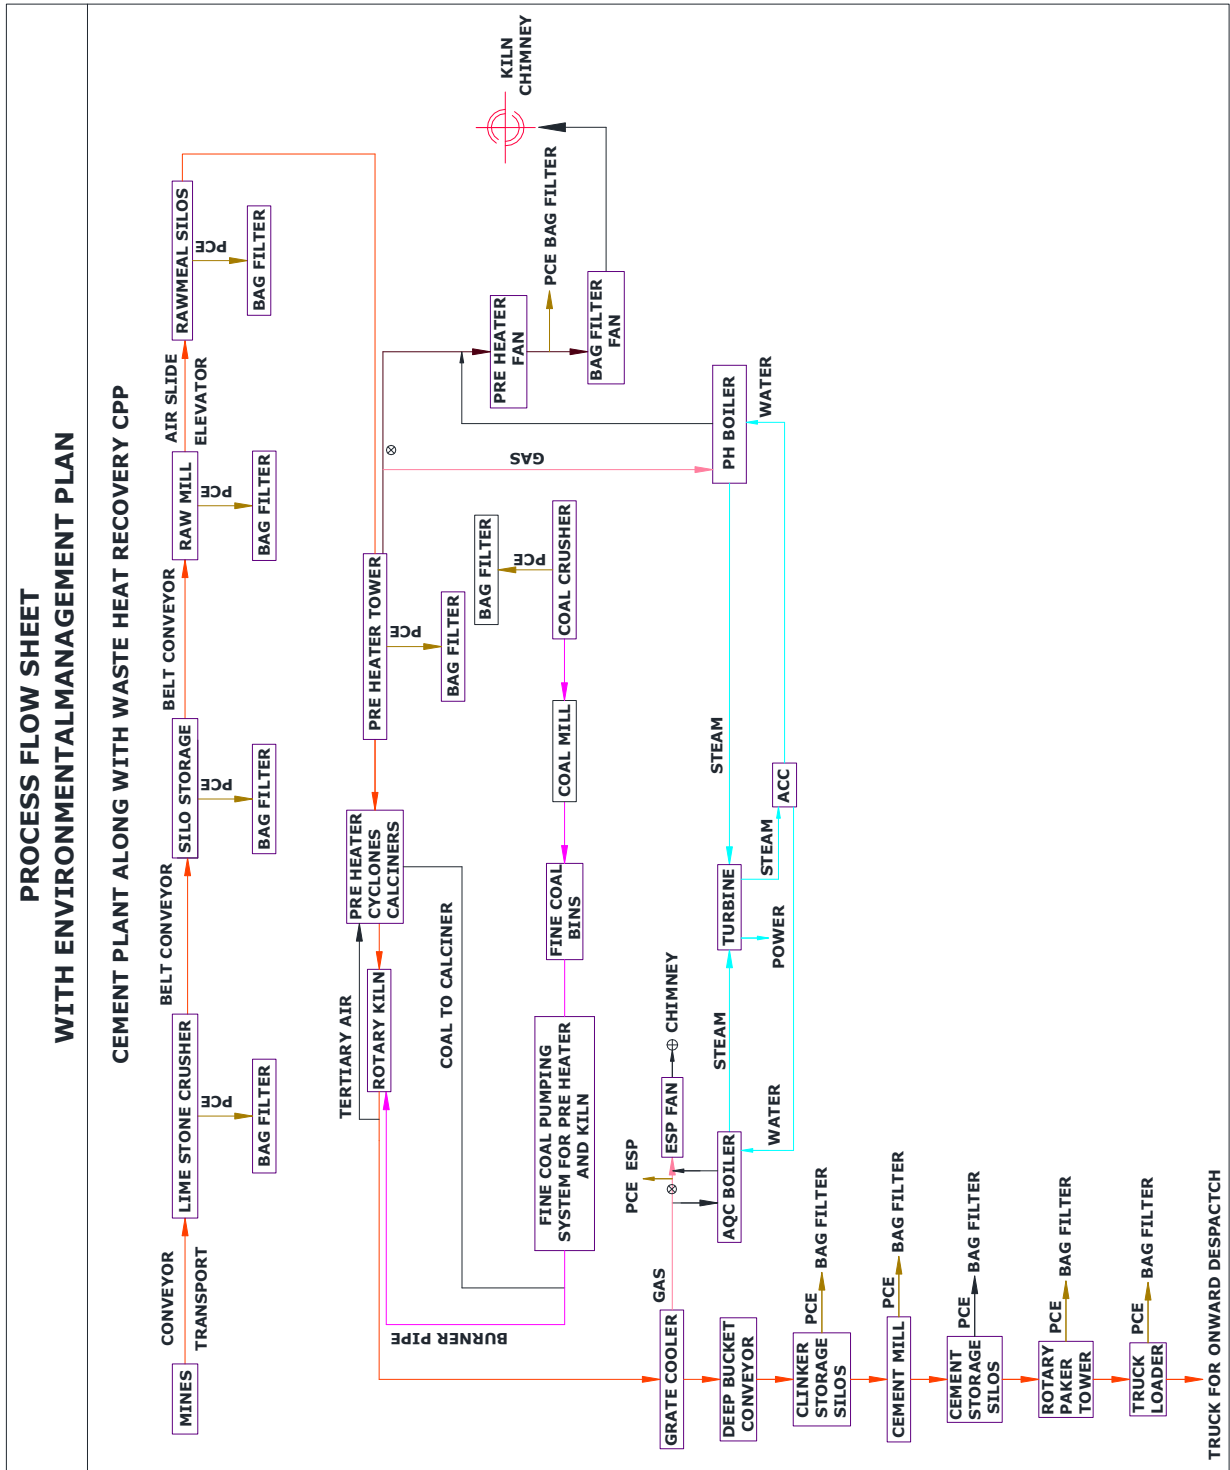 PROCESS FLOW SHEET
WITH ENVIRONMENTALMANAGEMENT PLAN
CEMENT PLANT ALONG WITH WASTE HEAT RECOVERY CPP
MINES
CONVEYOR
TRANSPORT
LIME STONE CRUSHER
PCE
BAG FILTER
BELT CONVEYOR
SILO STORAGE
PCE
BAG FILTER
BELT CONVEYOR
RAW MILL
PCE
BAG FILTER
AIR SLIDE
ELEVATOR
RAWMEAL SILOS
PCE
BAG FILTER
PRE HEATER TOWER
PCE
BAG FILTER
PRE HEATER
CYCLONES
CALCINERS
TERTIARY AIR
ROTARY KILN
COAL TO CALCINER
BURNER PIPE
COAL CRUSHER
PCE
BAG FILTER
COAL MILL
FINE COAL
BINS
FINE COAL PUMPING
SYSTEM FOR PRE HEATER
AND KILN
GAS
PRE HEATER
FAN
PCE BAG FILTER
BAG FILTER
FAN
KILN
CHIMNEY
PH BOILER
WATER
STEAM
TURBINE
STEAM
ACC
POWER
STEAM
AQC BOILER
WATER
GRATE COOLER
GAS
PCE ESP
ESP FAN
CHIMNEY
DEEP BUCKET
CONVEYOR
CLINKER
STORAGE
SILOS
PCE
BAG FILTER
CEMENT MILL
PCE
BAG FILTER
CEMENT
STORAGE
SILOS
PCE
BAG FILTER
ROTARY
PAKER
TOWER
PCE
BAG FILTER
TRUCK
LOADER
PCE
BAG FILTER
TRUCK FOR ONWARD DESPACTCH